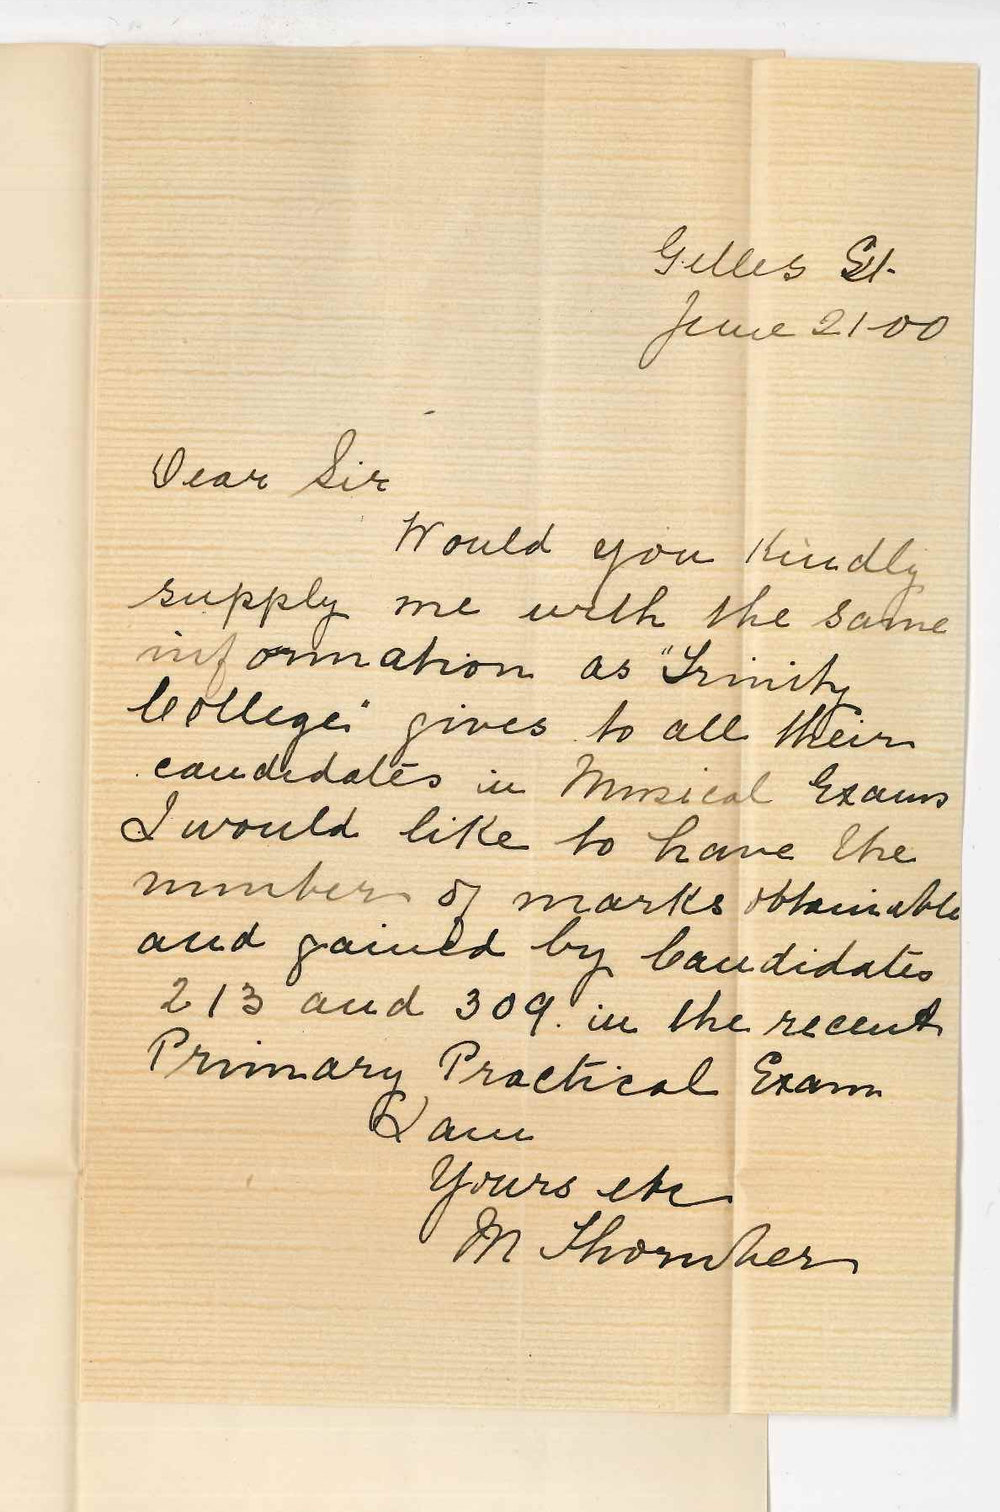 Gilles St.
June 21-00
Dear Sir
Would you Kindly
supply me with the same
information as "Trinity
College" gives to all their
candidates in Musical Exams
I would like to have the
number of marks obtainable
and gained by Candidates
213 and 309. in the recent
Primary Practical Exam
I am
Yours etc
M Thornber